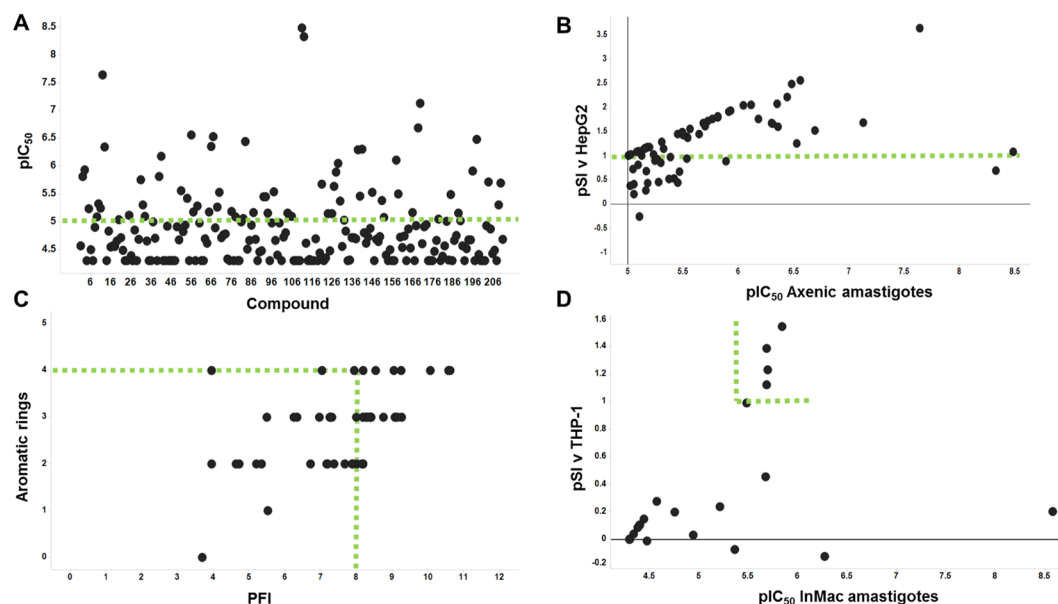 A
pIC50
8.5
8
7.5
7
6.5
6
5.5
5
4.5
6 16 26 36 46 56 66 76 86 96 106 116 126 136 146 156 166 176 186 196 206
Compound
B
pSI v HepG2
3.5
3
2.5
2
1.5
1
0.5
0
-0.5
-1
5 5.5 6 6.5 7 7.5 8 8.5
pIC50 Axenic amastigotes
C
Aromatic rings
5
4
3
2
1
0
0 1 2 3 4 5 6 7 8 9 10 11 12
PFI
D
pSI v THP-1
1.6
1.4
1.2
1
0.8
0.6
0.4
0.2
0
-0.2
4.5 5 5.5 6 6.5 7 7.5 8 8.5
pIC50 InMac amastigotes